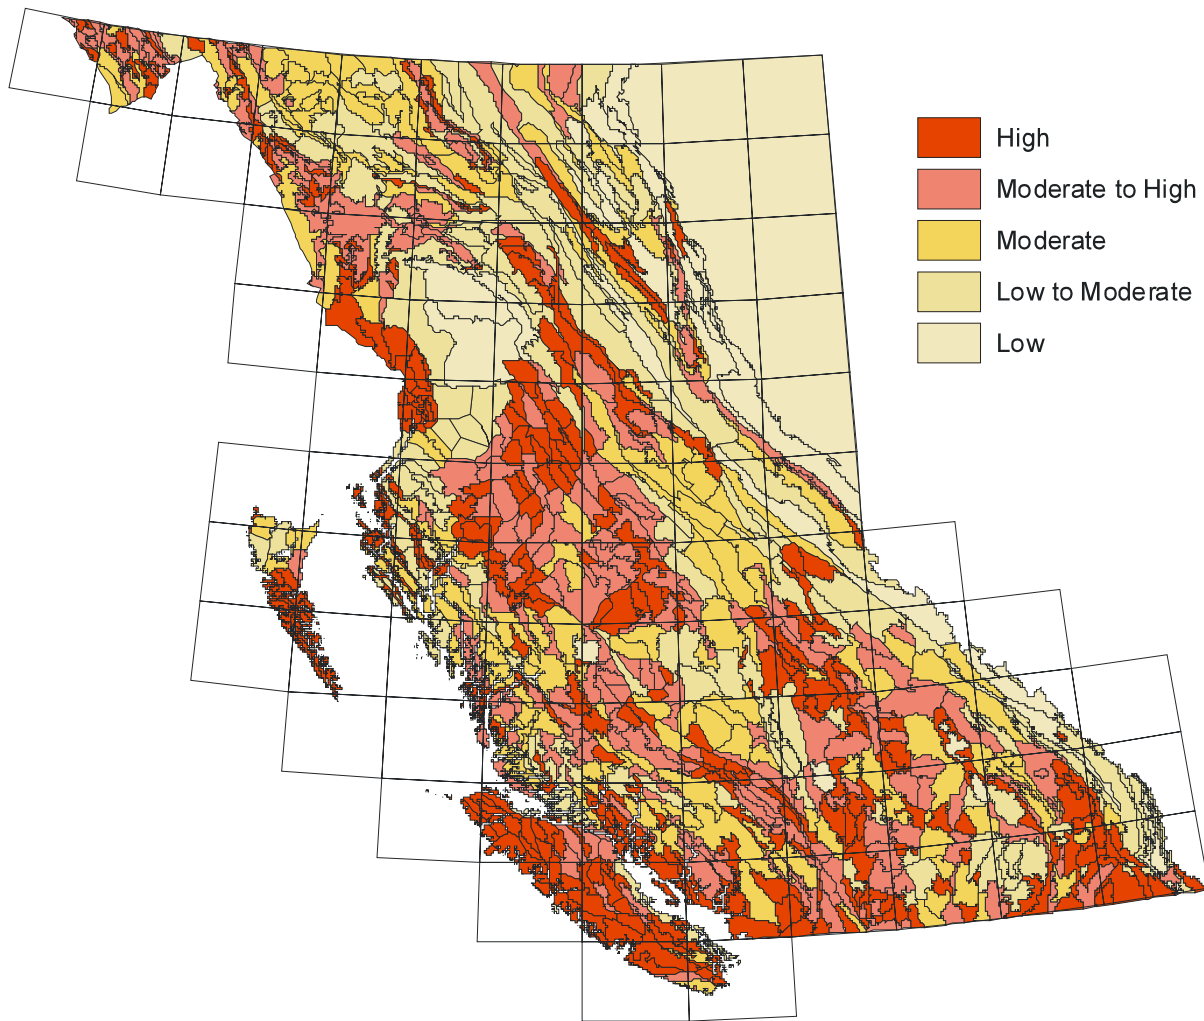 High
Moderate to High
Moderate
Low to Moderate
Low